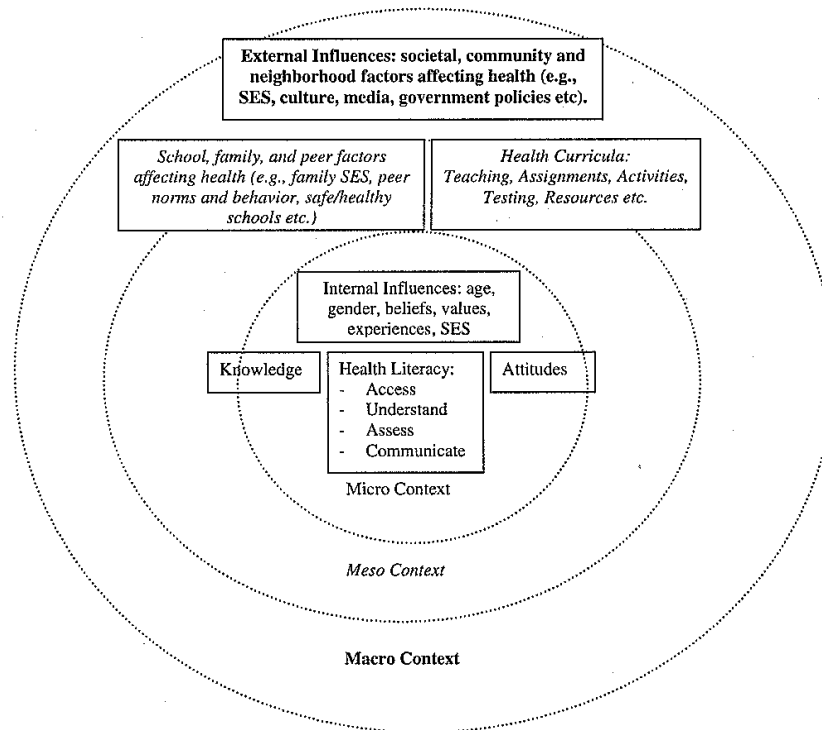 External Influences: societal, community and
neighborhood factors affecting health (e.g.,
SES, culture, media, government policies etc).
School, family, and peer factors
affecting health (e.g., family SES, peer
norms and behavior, safe/healthy
schools etc.)
Health Curricula:
Teaching, Assignments, Activities,
Testing, Resources etc.
Internal Influences: age,
gender, beliefs, values,
experiences, SES
Knowledge
Health Literacy:
- Access
- Understand
- Assess
- Communicate
Attitudes
Micro Context
Meso Context
Macro Context